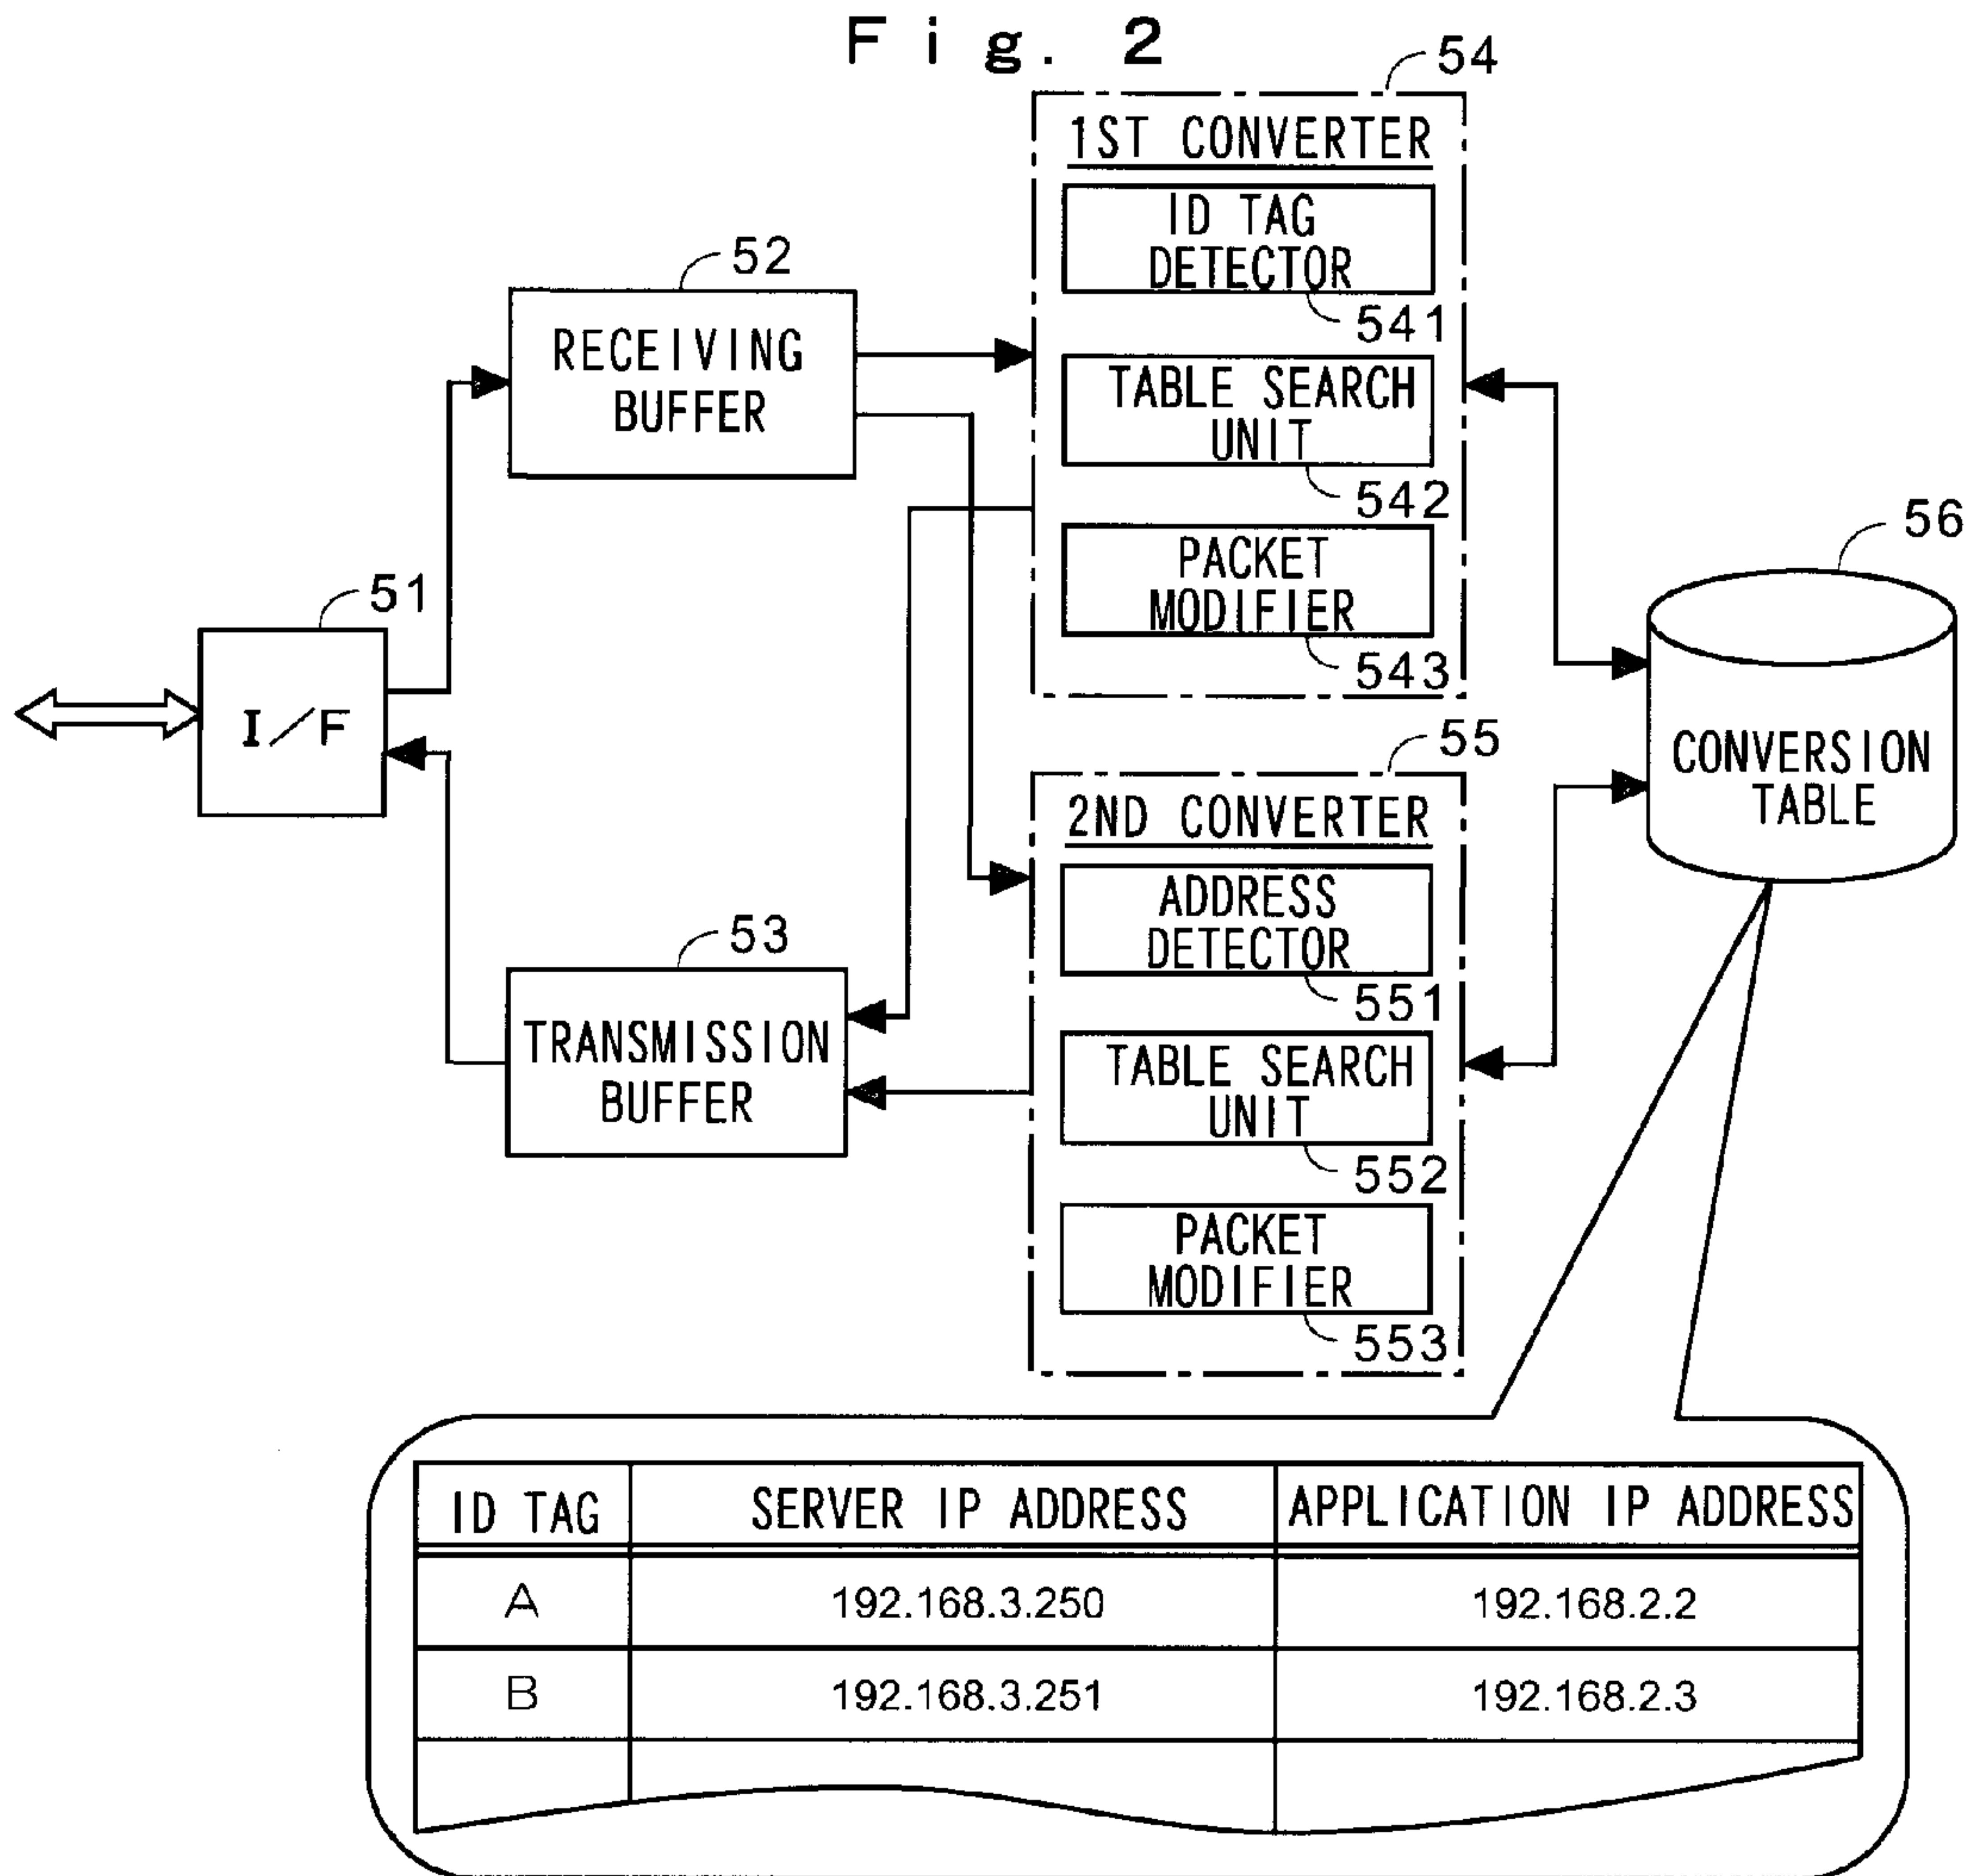 Fig. 2
54
1ST CONVERTER
ID TAG
DETECTOR
541
TABLE SEARCH
UNIT
542
PACKET
MODIFIER
543
52
RECEIVING
BUFFER
51
I/F
53
TRANSMISSION
BUFFER
55
2ND CONVERTER
ADDRESS
DETECTOR
551
TABLE SEARCH
UNIT
552
PACKET
MODIFIER
553
56
CONVERSION
TABLE
ID TAG SERVER IP ADDRESS APPLICATION IP ADDRESS
A 192.168.3.250 192.168.2.2
B 192.168.3.251 192.168.2.3